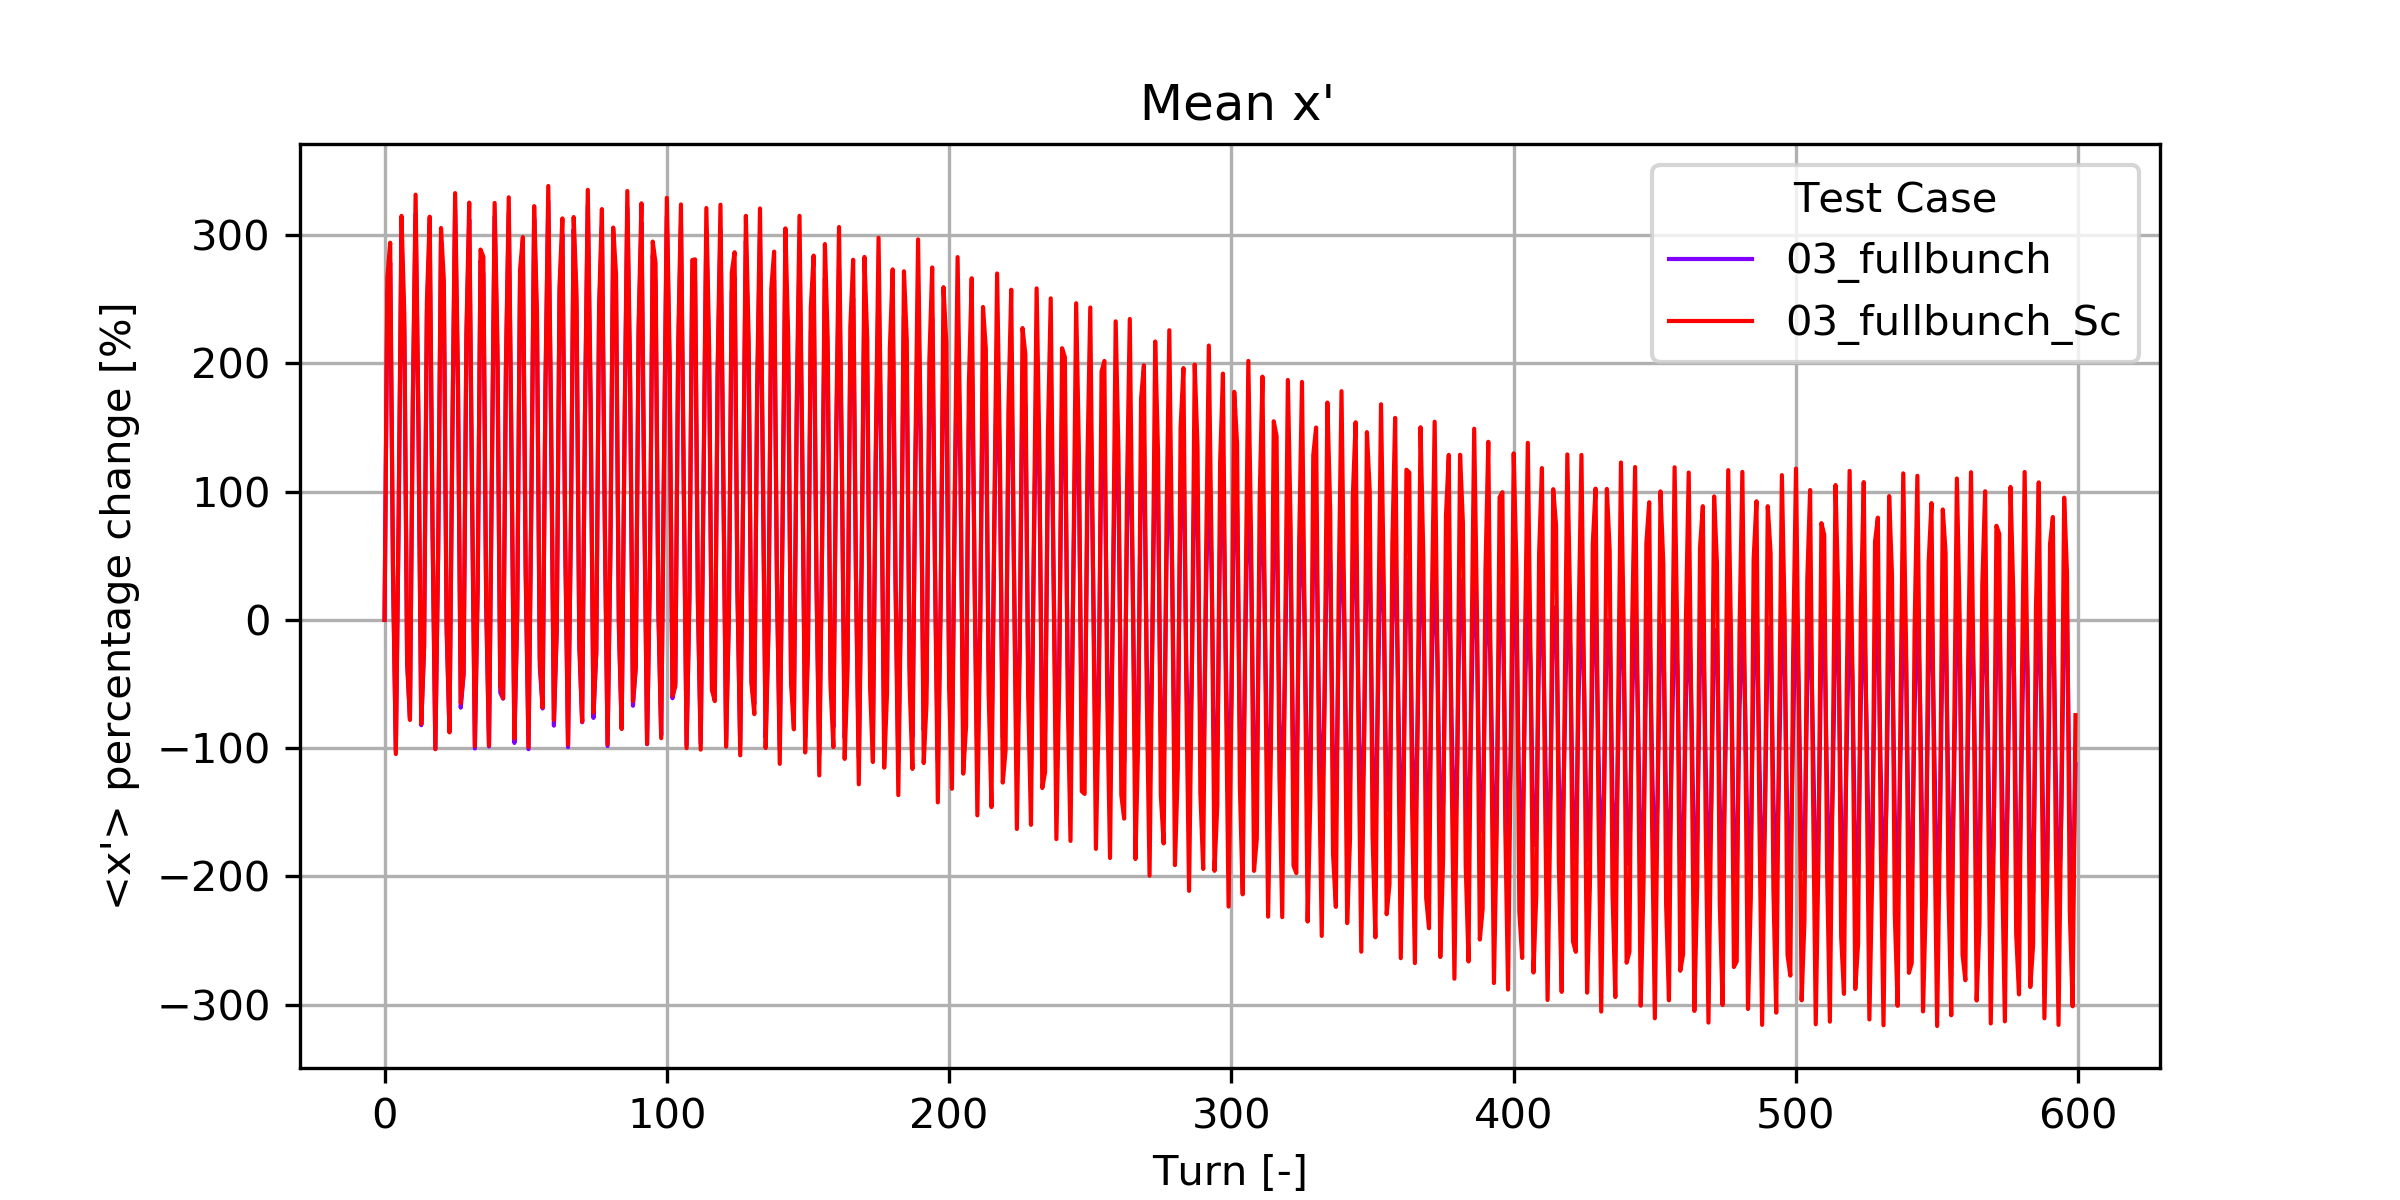 Mean x'
<x'> percentage change [%]
300
200
100
0
−100
−200
−300
Test Case
03_fullbunch
03_fullbunch_Sc
0 100 200 300 400 500 600
Turn [-]